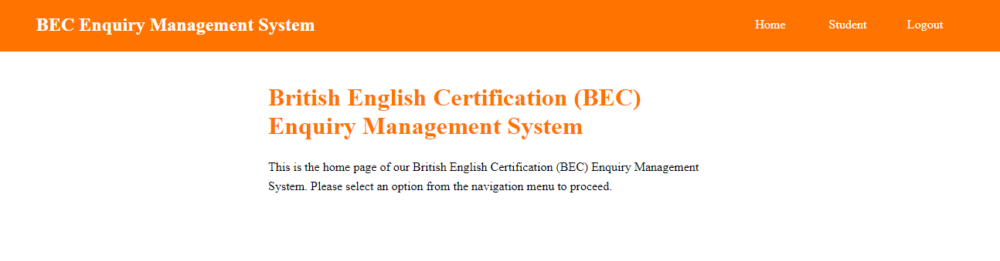 BEC Enquiry Management System
Home
Student
Logout
British English Certification (BEC)
Enquiry Management System
This is the home page of our British English Certification (BEC) Enquiry Management
System. Please select an option from the navigation menu to proceed.